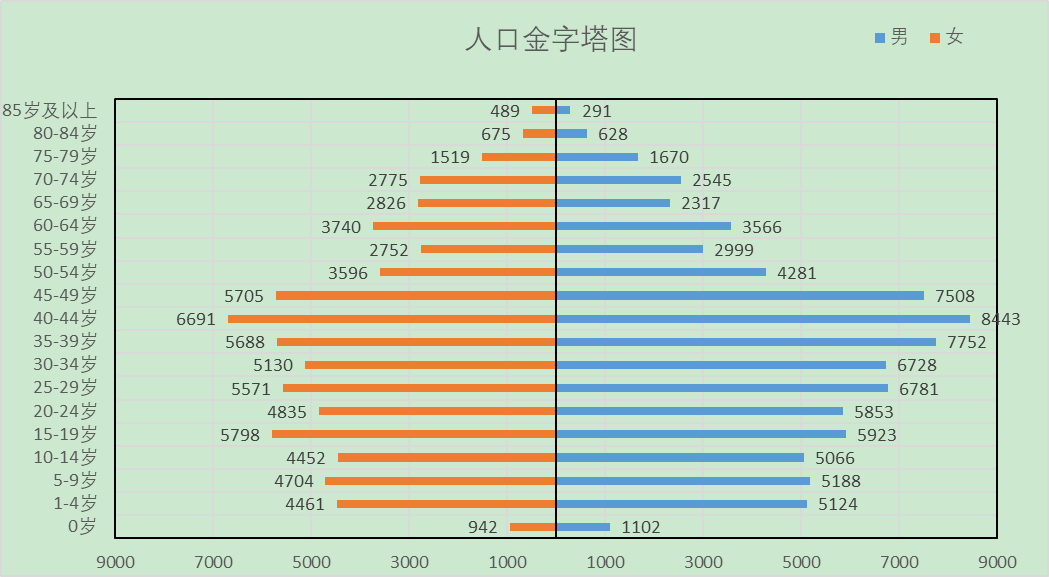 人口金字塔图
男 女
85岁及以上 489 291
80-84岁 675 628
75-79岁 1519 1670
70-74岁 2775 2545
65-69岁 2826 2317
60-64岁 3740 3566
55-59岁 2752 2999
50-54岁 3596 4281
45-49岁 5705 7508
40-44岁 6691 8443
35-39岁 5688 7752
30-34岁 5130 6728
25-29岁 5571 6781
20-24岁 4835 5853
15-19岁 5798 5923
10-14岁 4452 5066
5-9岁 4704 5188
1-4岁 4461 5124
0岁 942 1102
9000 7000 5000 3000 1000 1000 3000 5000 7000 9000